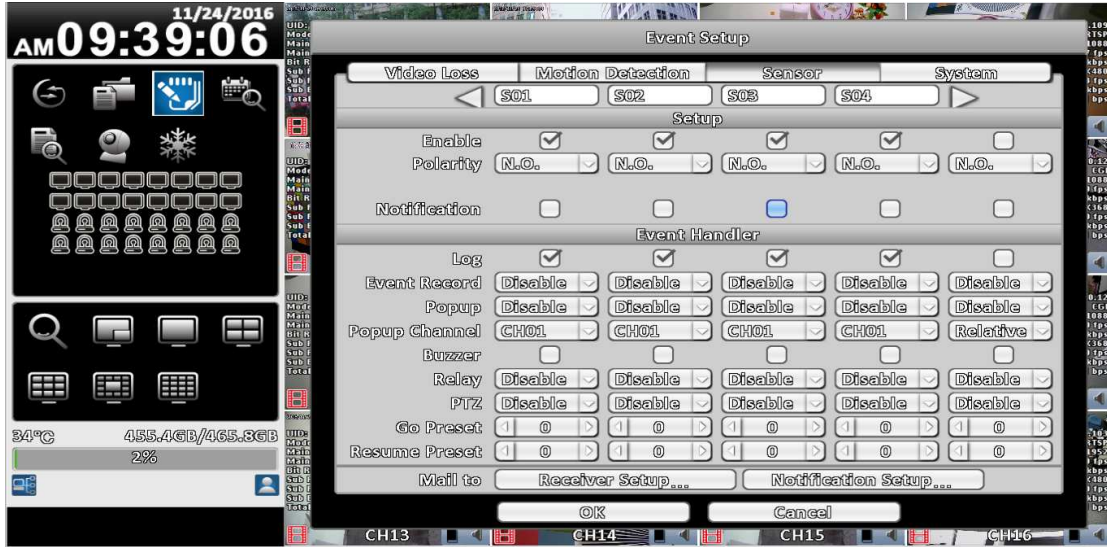 11/24/2016
AM09:39:06
34°C 455.4GB/465.8GB
2%
Event Setup
Video Loss Motion Detection Sensor System
S01 S02 S03 S04
Setup
Enable
Polarity N.O. N.O. N.O. N.O. N.O.
Notification
Event Handler
Log
Event Record Disable Disable Disable Disable Disable
Popup Disable Disable Disable Disable Disable
Popup Channel CH01 CH01 CH01 CH01 Relative
Buzzer
Relay Disable Disable Disable Disable Disable
PTZ Disable Disable Disable Disable Disable
Go Preset 0 0 0 0 0
Resume Preset 0 0 0 0 0
Mail to Receiver Setup... Notification Setup...
OK Cancel
CH13 CH14 CH15 CH16